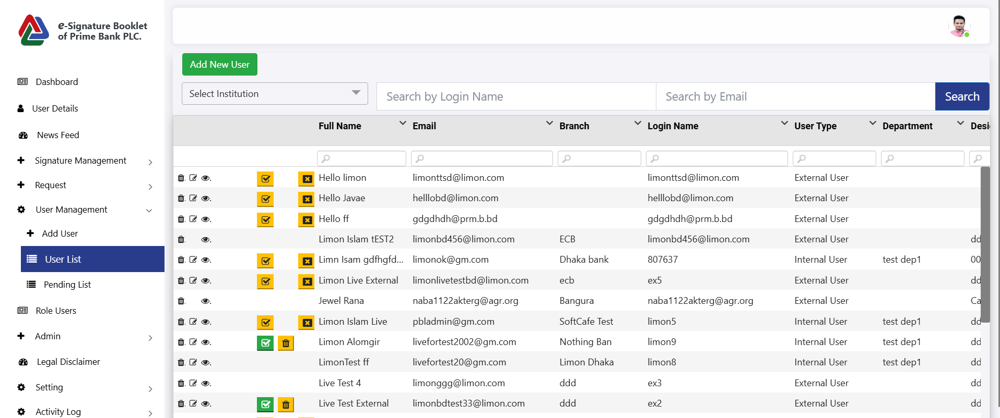 e-Signature Booklet
of Prime Bank PLC.
Dashboard
User Details
News Feed
Signature Management
Request
User Management
Add User
User List
Pending List
Role Users
Admin
Legal Disclaimer
Setting
Activity Log
Add New User
Select Institution
Search by Login Name
Search by Email
Search
Full Name Email Branch Login Name User Type Department Desi
Hello limon limonttsd@limon.com limonttsd@limon.com External User
Hello Javae helllobd@limon.com helllobd@limon.com External User
Hello ff gdgdhdh@prm.b.bd gdgdhdh@prm.b.bd External User
Limon Islam tEST2 limonbd456@limon.com ECB limonbd456@limon.com External User dd
Limn Isam gdfhgfd... limonok@gm.com Dhaka bank 807637 Internal User test dep1 00
Limon Live External limonlivetestbd@limon.com ecb ex5 External User dd
Jewel Rana naba1122akterg@agr.org Bangura naba1122akterg@agr.org External User Ca
Limon Islam Live pbladmin@gm.com SoftCafe Test limon5 Internal User test dep1 dd
Limon Alomgir livefortest2002@gm.com Nothing Ban limon9 Internal User test dep1 dd
LimonTest ff livefortest20@gm.com Limon Dhaka limon8 Internal User test dep1 dd
Live Test 4 limonggg@limon.com ddd ex3 External User dd
Live Test External limonbdtest33@limon.com ddd ex2 External User dd